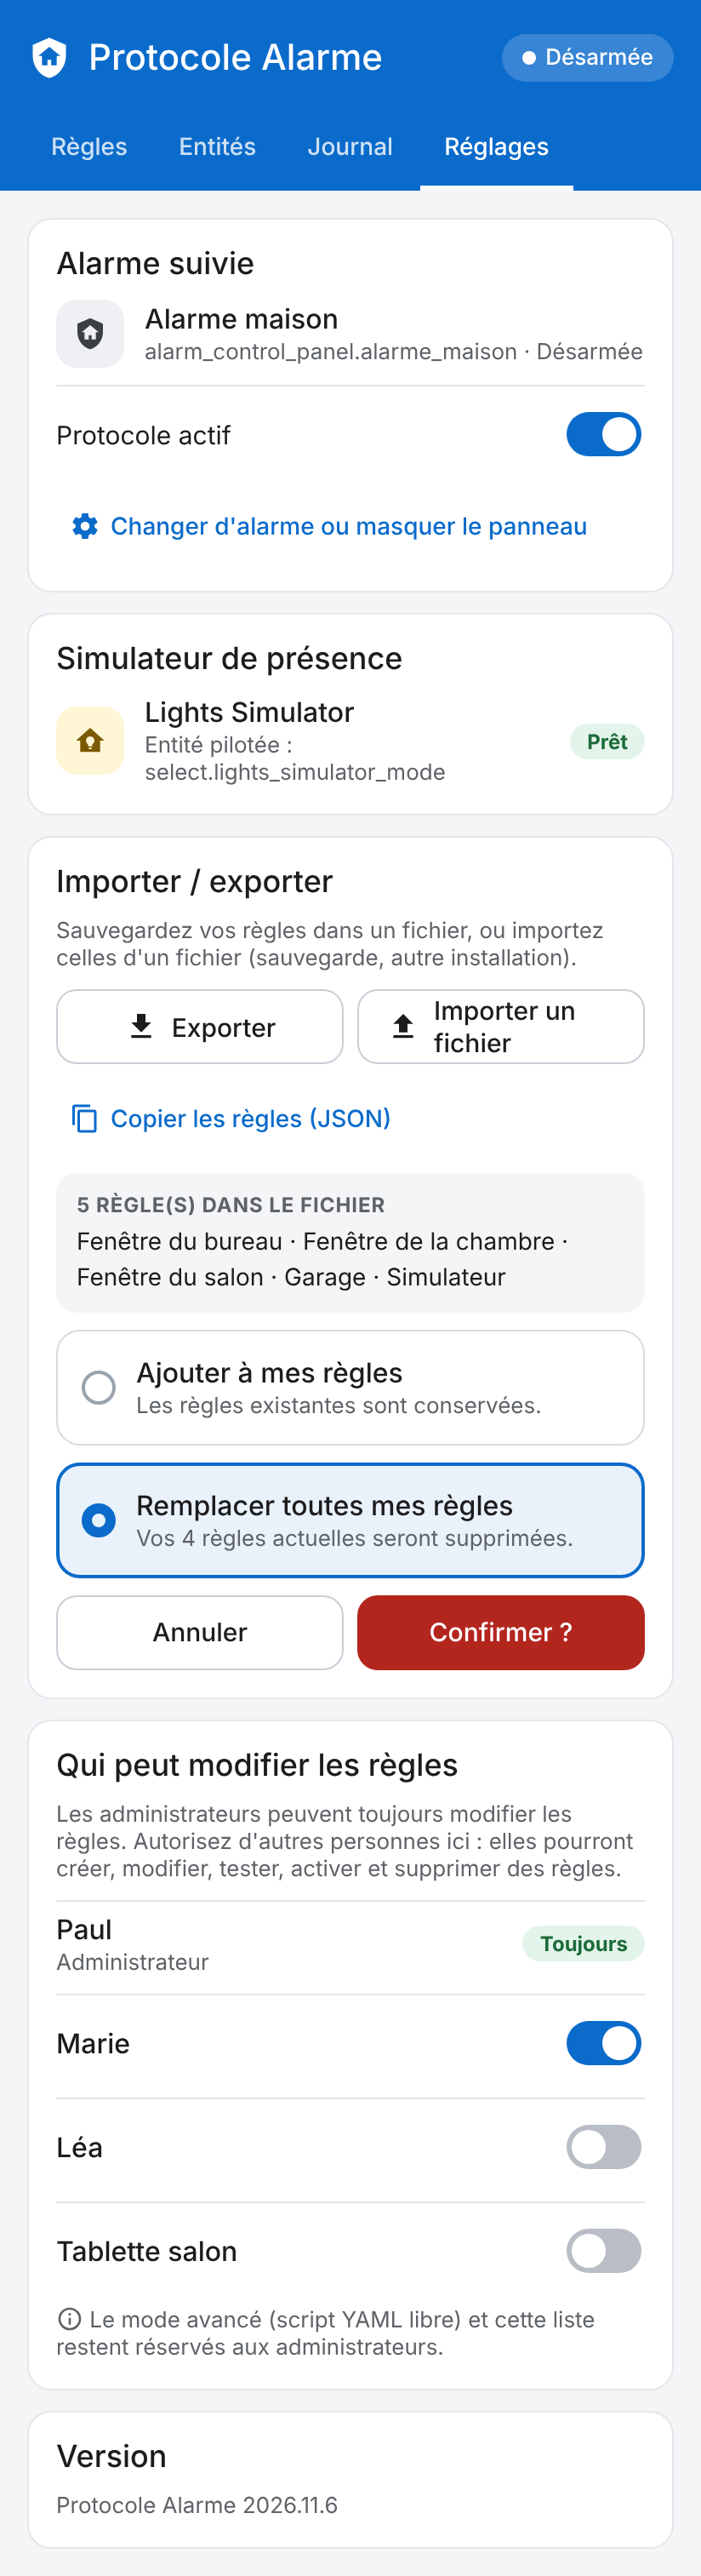 Protocole Alarme
Désarmée
Règles
Entités
Journal
Réglages
Alarme suivie
Alarme maison
alarm_control_panel.alarme_maison · Désarmée
Protocole actif
Changer d'alarme ou masquer le panneau
Simulateur de présence
Lights Simulator
Entité pilotée :
select.lights_simulator_mode
Prêt
Importer / exporter
Sauvegardez vos règles dans un fichier, ou importez
celles d'un fichier (sauvegarde, autre installation).
Exporter
Importer un
fichier
Copier les règles (JSON)
5 RÈGLE(S) DANS LE FICHIER
Fenêtre du bureau · Fenêtre de la chambre ·
Fenêtre du salon · Garage · Simulateur
Ajouter à mes règles
Les règles existantes sont conservées.
Remplacer toutes mes règles
Vos 4 règles actuelles seront supprimées.
Annuler
Confirmer ?
Qui peut modifier les règles
Les administrateurs peuvent toujours modifier les
règles. Autorisez d'autres personnes ici : elles pourront
créer, modifier, tester, activer et supprimer des règles.
Paul
Administrateur
Toujours
Marie
Léa
Tablette salon
Le mode avancé (script YAML libre) et cette liste
restent réservés aux administrateurs.
Version
Protocole Alarme 2026.11.6